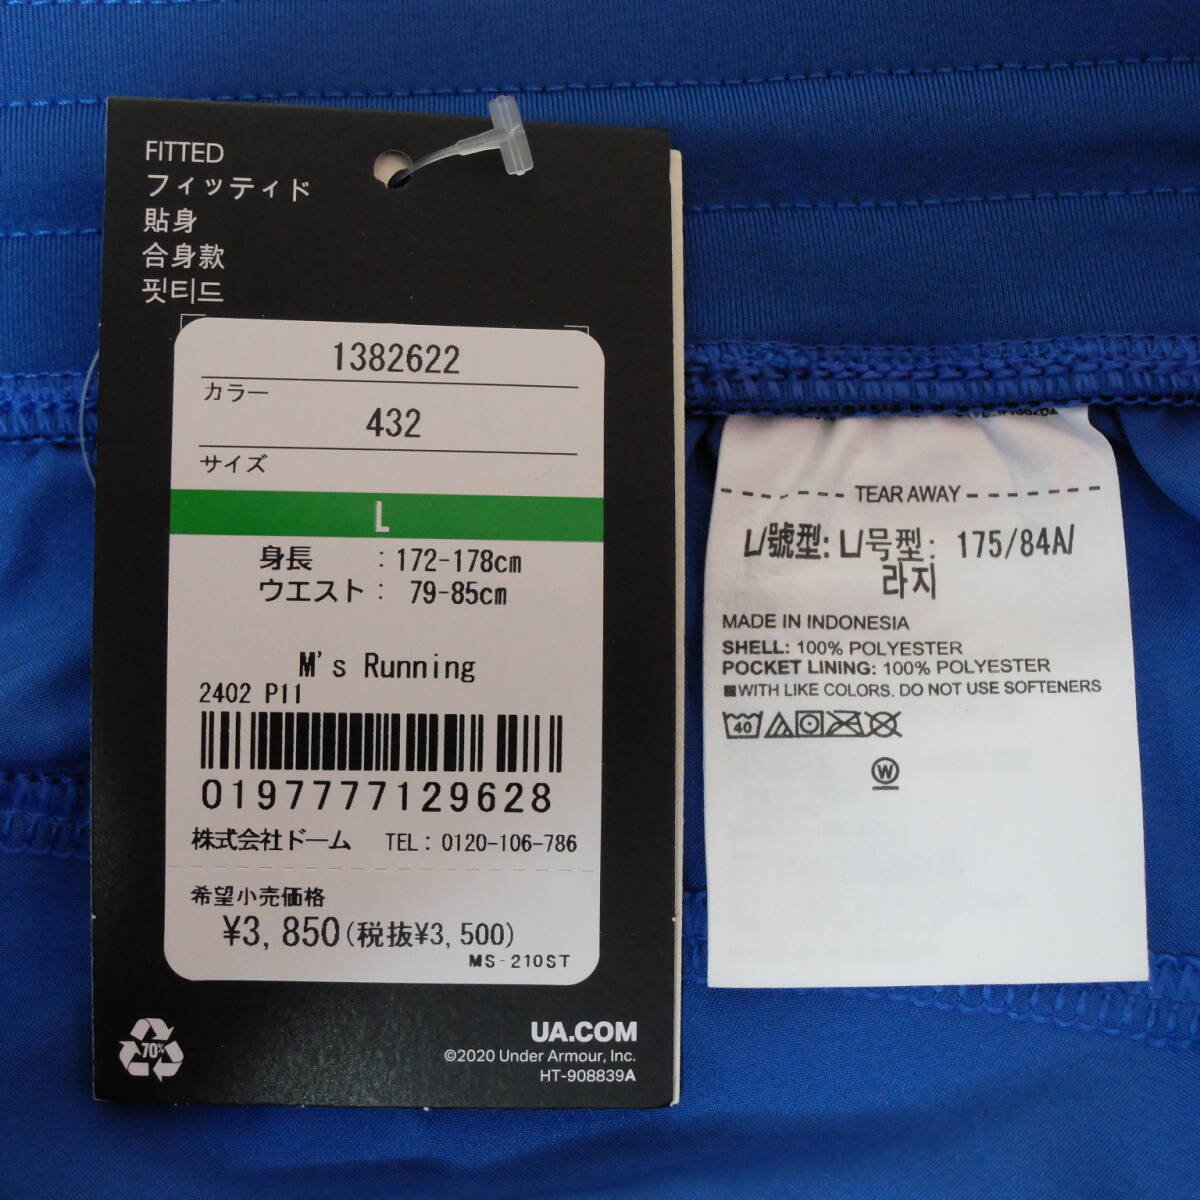 FITTED
フィッティド
貼身
合身款
핏티드
1382622
カラー
432
サイズ
L
身長 :172-178cm
ウエスト: 79-85cm
M's Running
2402 P11
0197777129628
株式会社ドーム TEL:0120-106-786
希望小売価格
¥3,850(税抜¥3,500)
MS-210ST
70%
UA.COM
©2020 Under Armour, Inc.
HT-908839A
TEAR AWAY
L/號型: L/号型: 175/84A/
라지
MADE IN INDONESIA
SHELL: 100% POLYESTER
POCKET LINING: 100% POLYESTER
■WITH LIKE COLORS. DO NOT USE SOFTENERS
40
W